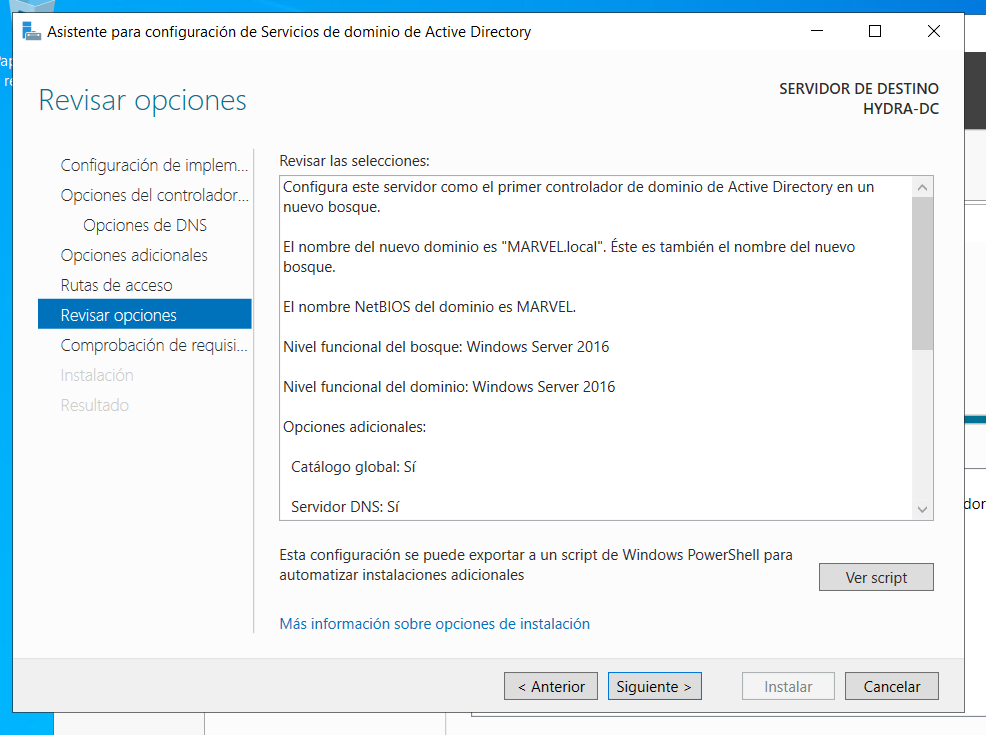 Asistente para configuración de Servicios de dominio de Active Directory
Revisar opciones
SERVIDOR DE DESTINO
HYDRA-DC
Configuración de implem...
Opciones del controlador...
Opciones de DNS
Opciones adicionales
Rutas de acceso
Revisar opciones
Comprobación de requisi...
Instalación
Resultado
Revisar las selecciones:
Configura este servidor como el primer controlador de dominio de Active Directory en un
nuevo bosque.
El nombre del nuevo dominio es "MARVEL.local". Éste es también el nombre del nuevo
bosque.
El nombre NetBIOS del dominio es MARVEL.
Nivel funcional del bosque: Windows Server 2016
Nivel funcional del dominio: Windows Server 2016
Opciones adicionales:
Catálogo global: Sí
Servidor DNS: Sí
Esta configuración se puede exportar a un script de Windows PowerShell para
automatizar instalaciones adicionales
Ver script
Más información sobre opciones de instalación
< Anterior
Siguiente >
Instalar
Cancelar